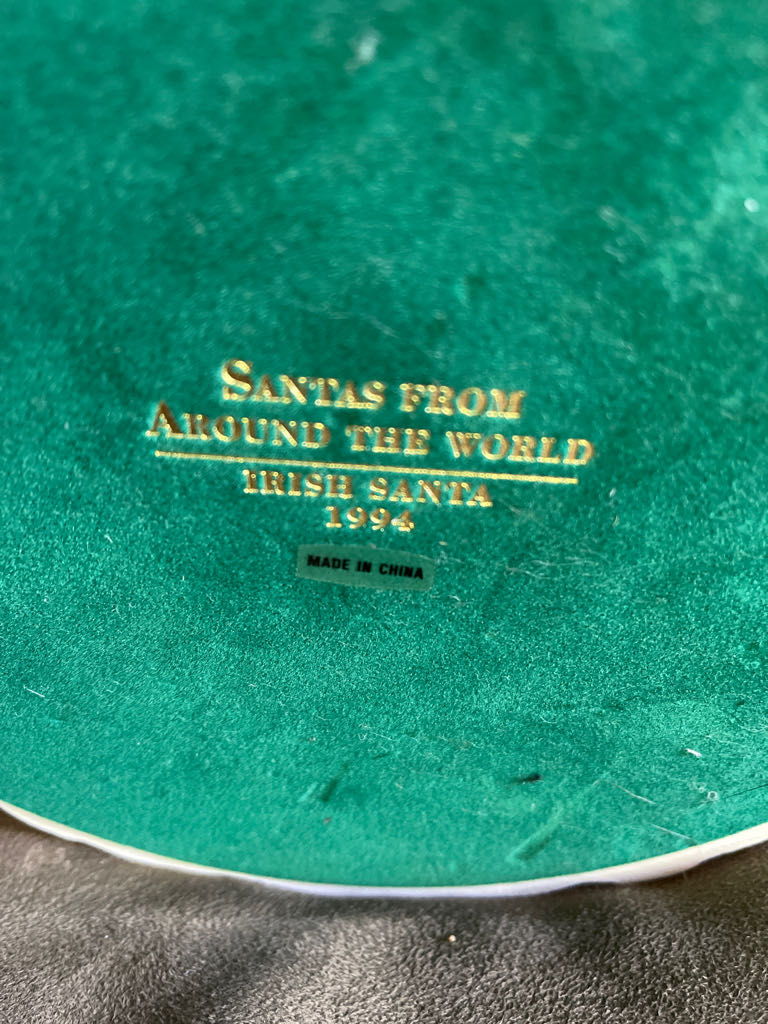 SANTAS FROM
AROUND THE WORLD
IRISH SANTA
1994
MADE IN CHINA